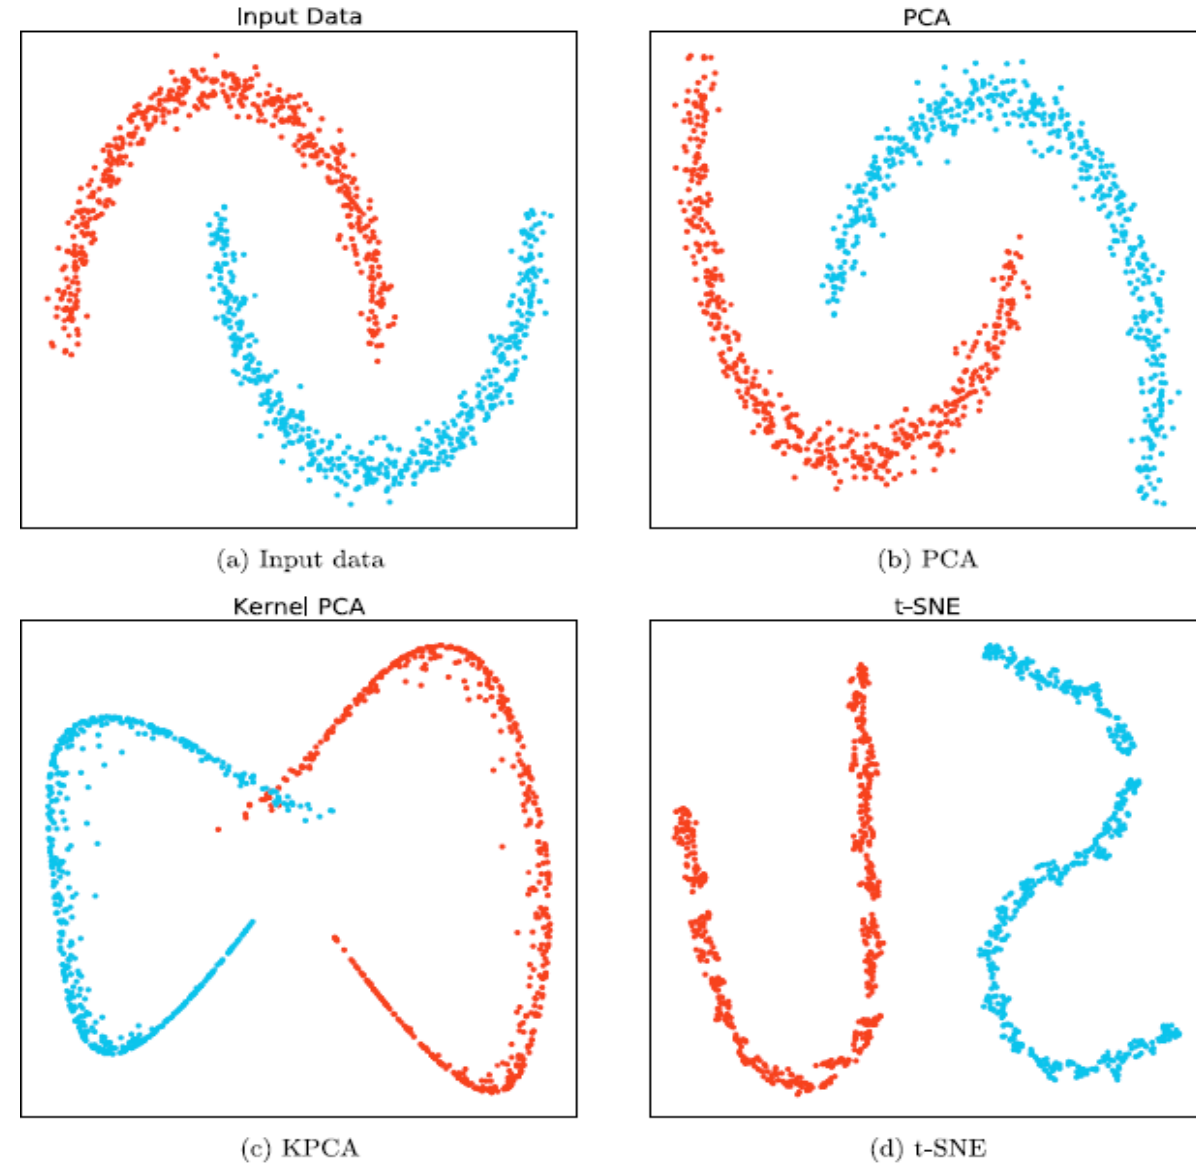 Input Data
PCA
(a) Input data
(b) PCA
Kernel PCA
t-SNE
(c) KPCA
(d) t-SNE